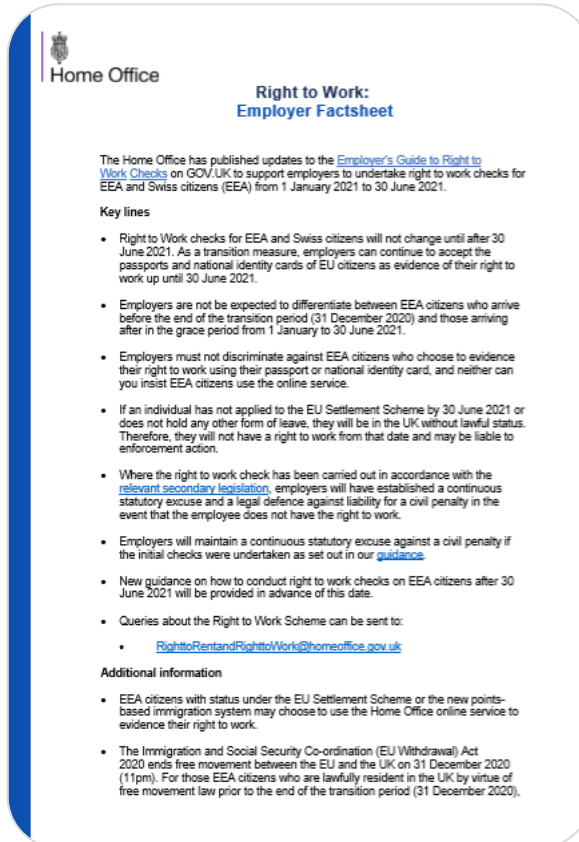 Home Office
Right to Work:
Employer Factsheet
The Home Office has published updates to the Employer's Guide to Right to
Work Checks on GOV.UK to support employers to undertake right to work checks for
EEA and Swiss citizens (EEA) from 1 January 2021 to 30 June 2021.
Key lines
• Right to Work checks for EEA and Swiss citizens will not change until after 30
June 2021. As a transition measure, employers can continue to accept the
passports and national identity cards of EU citizens as evidence of their right to
work up until 30 June 2021.
• Employers are not be expected to differentiate between EEA citizens who arrive
before the end of the transition period (31 December 2020) and those arriving
after in the grace period from 1 January to 30 June 2021.
• Employers must not discriminate against EEA citizens who choose to evidence
their right to work using their passport or national identity card, and neither can
you insist EEA citizens use the online service.
• If an individual has not applied to the EU Settlement Scheme by 30 June 2021 or
does not hold any other form of leave, they will be in the UK without lawful status.
Therefore, they will not have a right to work from that date and may be liable to
enforcement action.
• Where the right to work check has been carried out in accordance with the
relevant secondary legislation, employers will have established a continuous
statutory excuse and a legal defence against liability for a civil penalty in the
event that the employee does not have the right to work.
• Employers will maintain a continuous statutory excuse against a civil penalty if
the initial checks were undertaken as set out in our guidance.
• New guidance on how to conduct right to work checks on EEA citizens after 30
June 2021 will be provided in advance of this date.
• Queries about the Right to Work Scheme can be sent to:
• RighttoRentandRighttoWork@homeoffice.gov.uk
Additional information
• EEA citizens with status under the EU Settlement Scheme or the new points-
based immigration system may choose to use the Home Office online service to
evidence their right to work.
• The Immigration and Social Security Co-ordination (EU Withdrawal) Act
2020 ends free movement between the EU and the UK on 31 December 2020
(11pm). For those EEA citizens who are lawfully resident in the UK by virtue of
free movement law prior to the end of the transition period (31 December 2020),